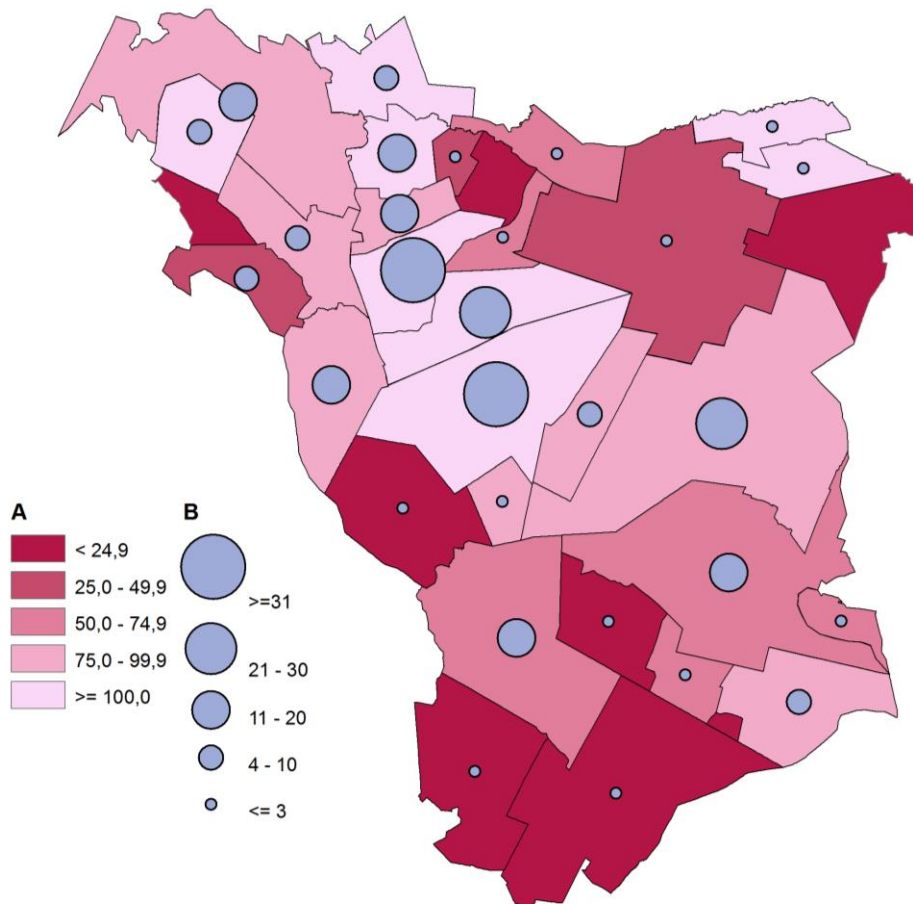 A
< 24,9
25,0 - 49,9
50,0 - 74,9
75,0 - 99,9
>= 100,0
B
>=31
21 - 30
11 - 20
4 - 10
<= 3